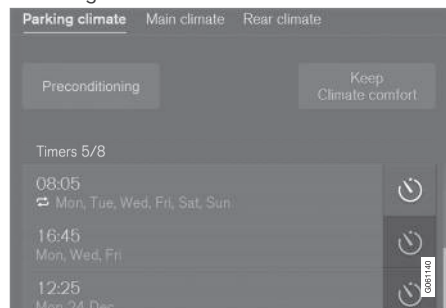 Parking climate Main climate Rear climate
Preconditioning
Keep
Climate comfort
Timers 5/8
08:05
Mon, Tue, Wed, Fri, Sat, Sun
16:45
Mon, Wed, Fri
12:25
Mon 24 Dec
G061140